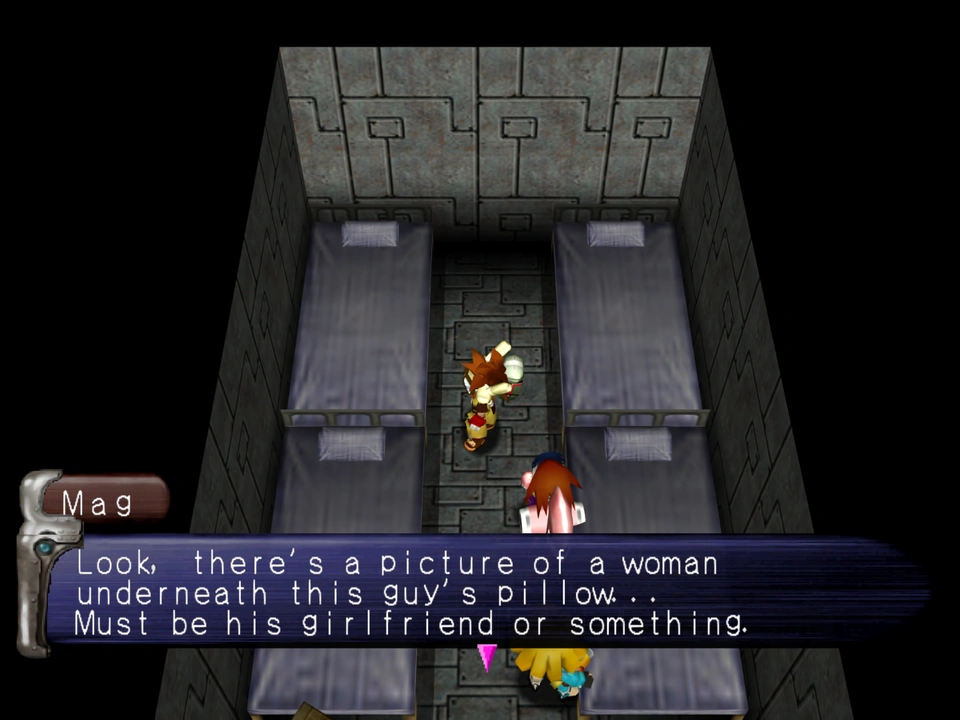 Mag
Look, there's a picture of a woman
underneath this guy's pillow...
Must be his girlfriend or something.